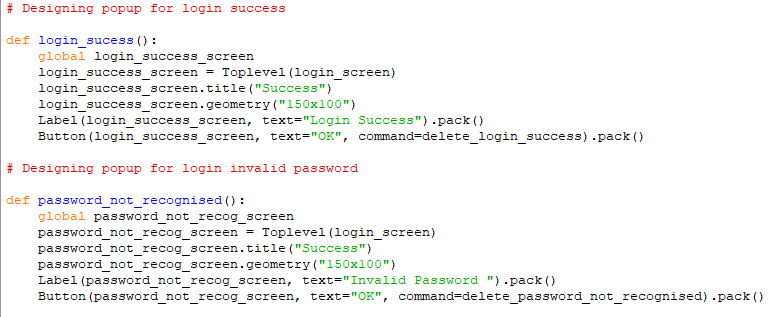 # Designing popup for login success
def login_sucess():
    global login_success_screen
    login_success_screen = Toplevel(login_screen)
    login_success_screen.title("Success")
    login_success_screen.geometry("150x100")
    Label(login_success_screen, text="Login Success").pack()
    Button(login_success_screen, text="OK", command=delete_login_success).pack()
# Designing popup for login invalid password
def password_not_recognised():
    global password_not_recog_screen
    password_not_recog_screen = Toplevel(login_screen)
    password_not_recog_screen.title("Success")
    password_not_recog_screen.geometry("150x100")
    Label(password_not_recog_screen, text="Invalid Password ").pack()
    Button(password_not_recog_screen, text="OK", command=delete_password_not_recognised).pack()